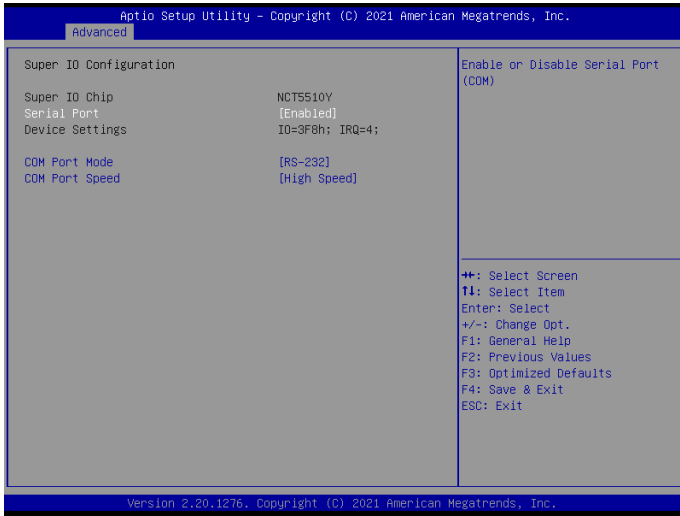 Aptio Setup Utility – Copyright (C) 2021 American Megatrends, Inc.
Advanced
Super IO Configuration
Super IO Chip NCT5510Y
Serial Port [Enabled]
Device Settings IO=3F8h; IRQ=4;
COM Port Mode [RS-232]
COM Port Speed [High Speed]
Enable or Disable Serial Port
(COM)
→←: Select Screen
↑↓: Select Item
Enter: Select
+/-: Change Opt.
F1: General Help
F2: Previous Values
F3: Optimized Defaults
F4: Save & Exit
ESC: Exit
Version 2.20.1276. Copyright (C) 2021 American Megatrends, Inc.